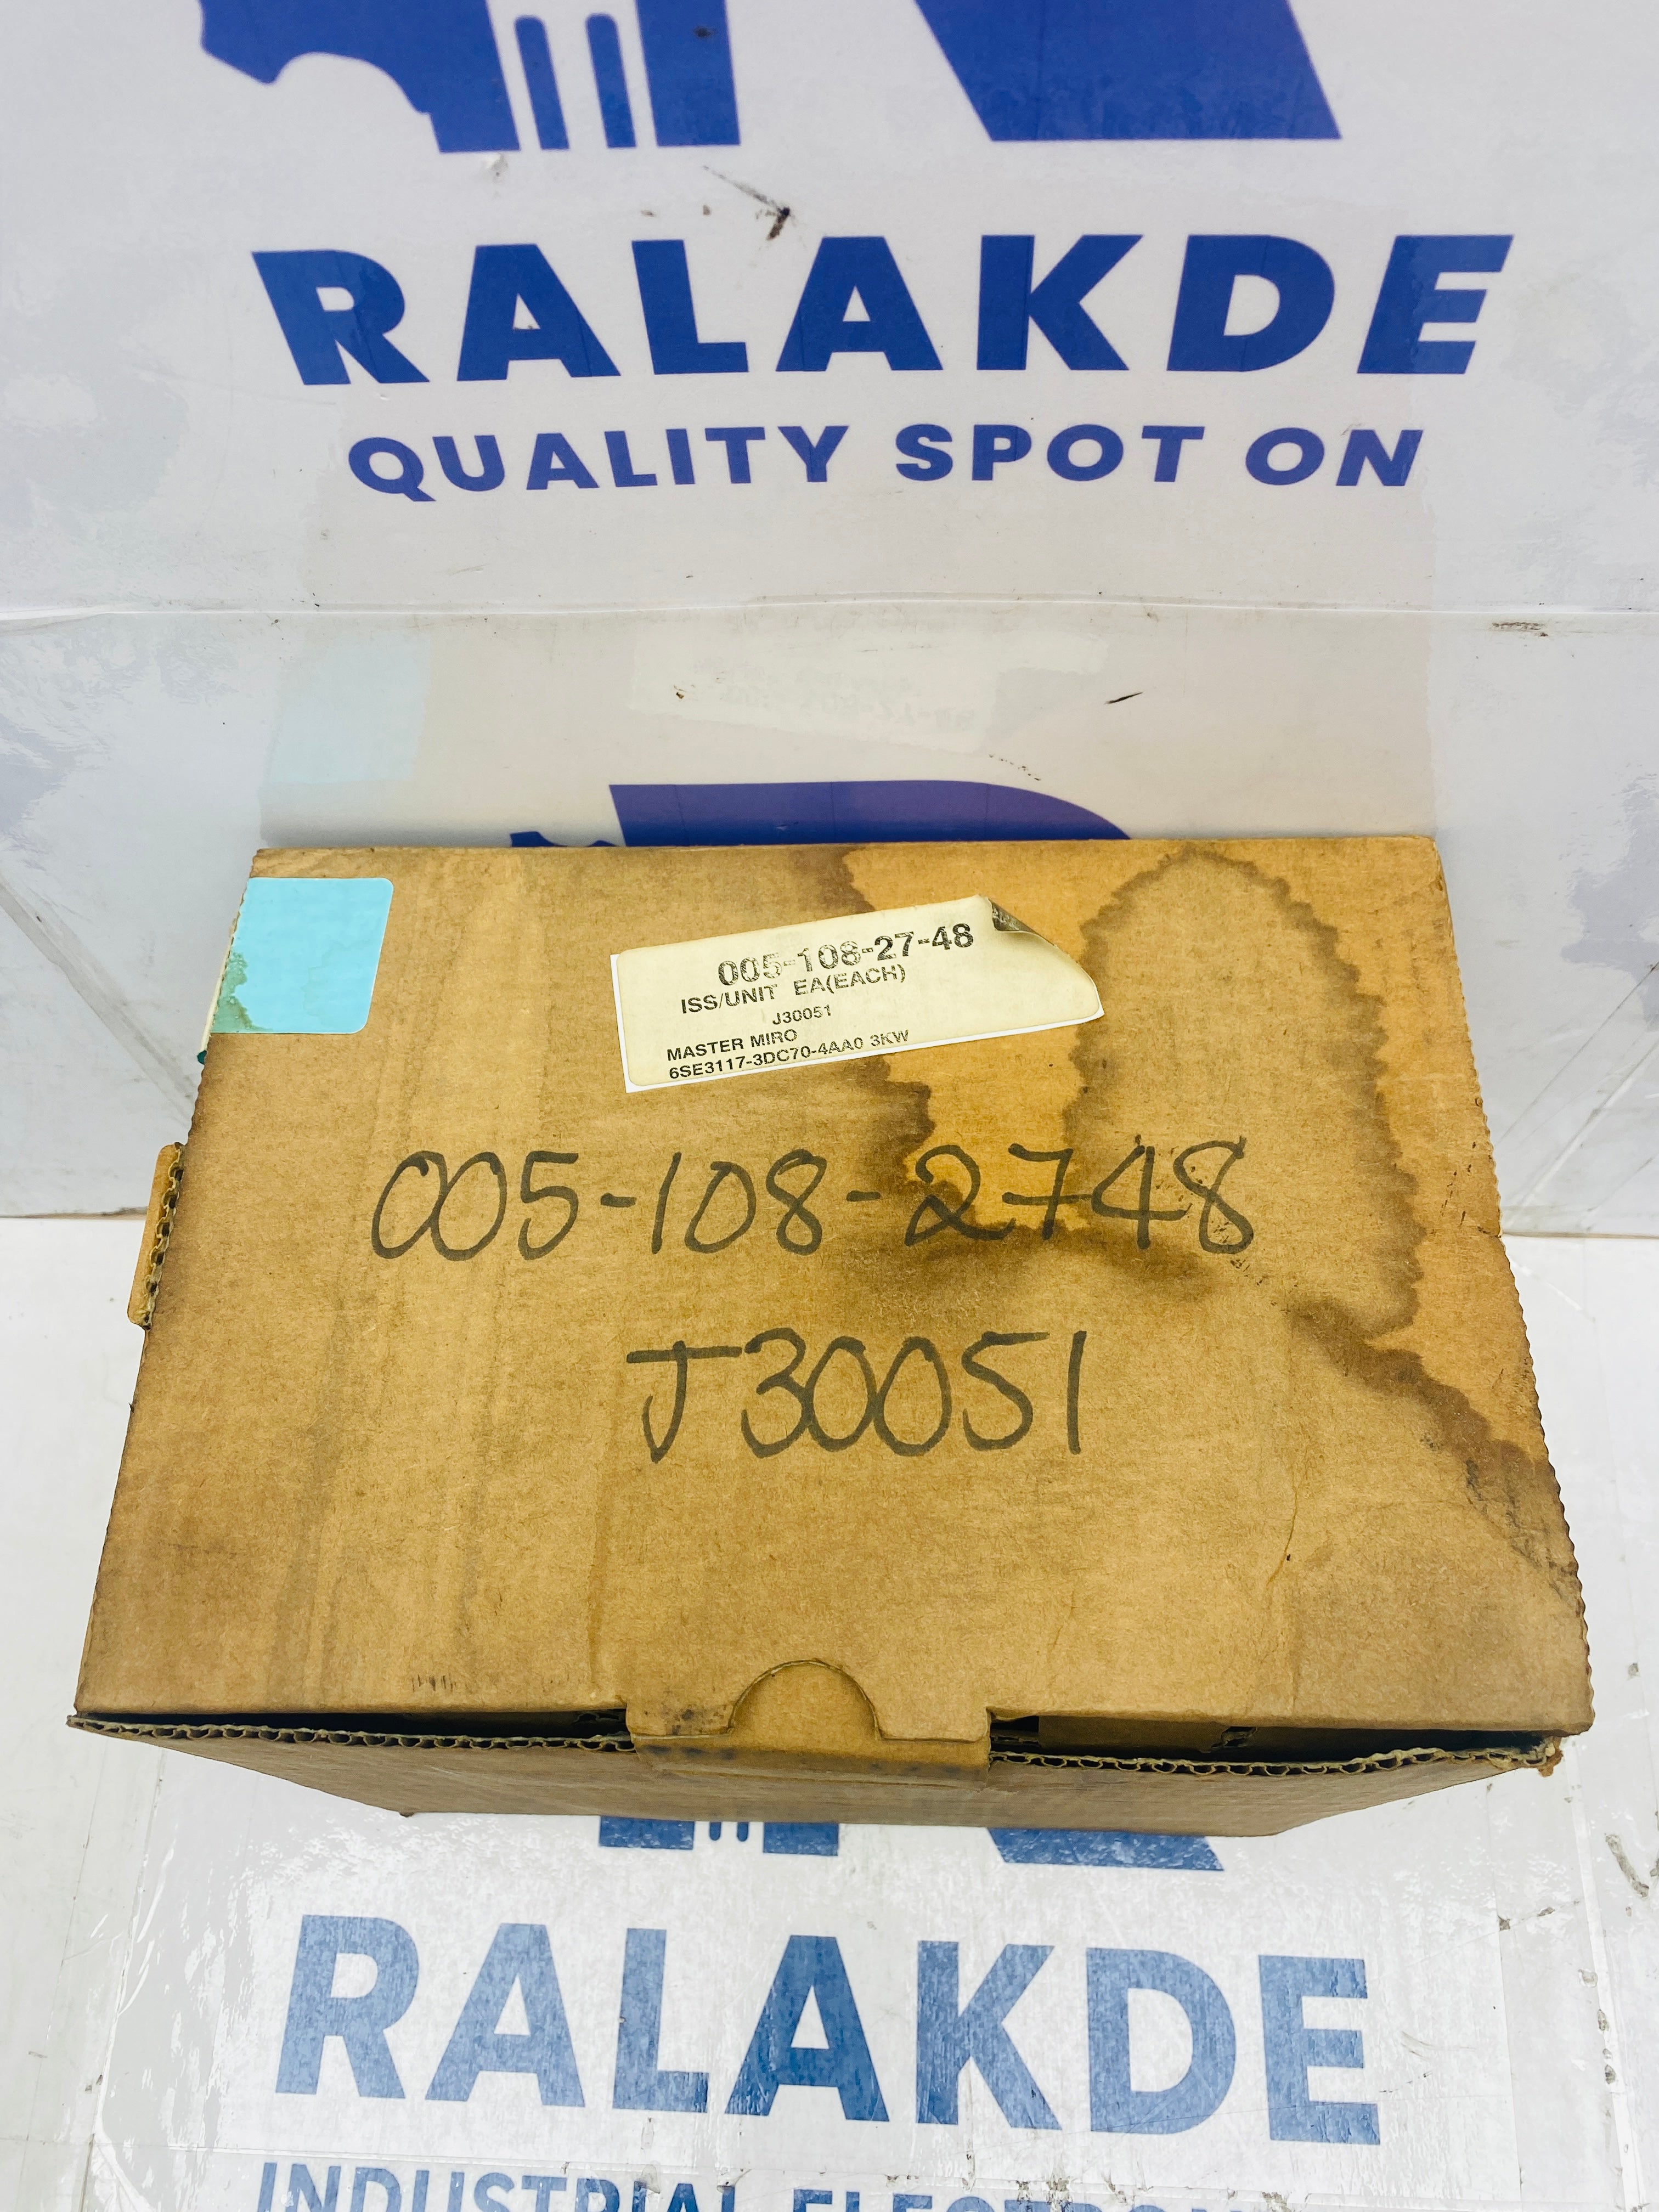 RALAKDE
QUALITY SPOT ON
005-108-27-48
ISS/UNIT EA(EACH)
J30051
MASTER MIRO
6SE3117-3DC70-4AA0 3KW
005-108-2748
J30051
RALAKDE
INDUSTRIAL